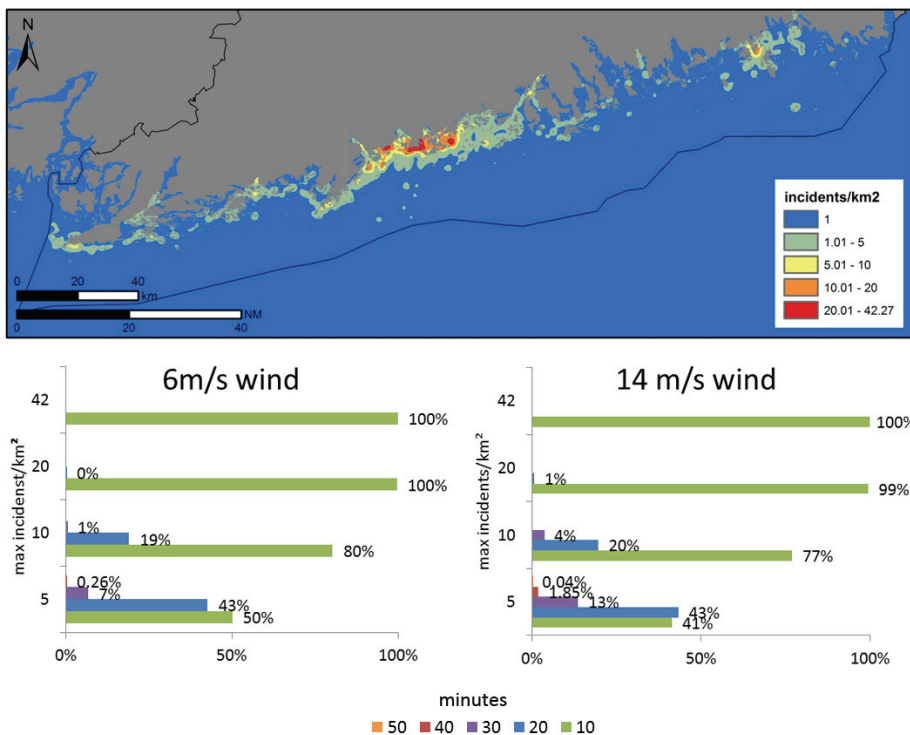 N
incidents/km2
1
1.01 - 5
5.01 - 10
10.01 - 20
20.01 - 42.27
0 20 40
km
NM
0 20 40
6m/s wind
max incidenst/km²
42
100%
20
0%
100%
10
1%
19%
80%
5
0,26%
7%
43%
50%
0% 50% 100%
14 m/s wind
max incidents/km²
42
100%
20
1%
99%
10
4%
20%
77%
5
0,04%
1.85%
13%
43%
41%
0% 50% 100%
minutes
50 40 30 20 10